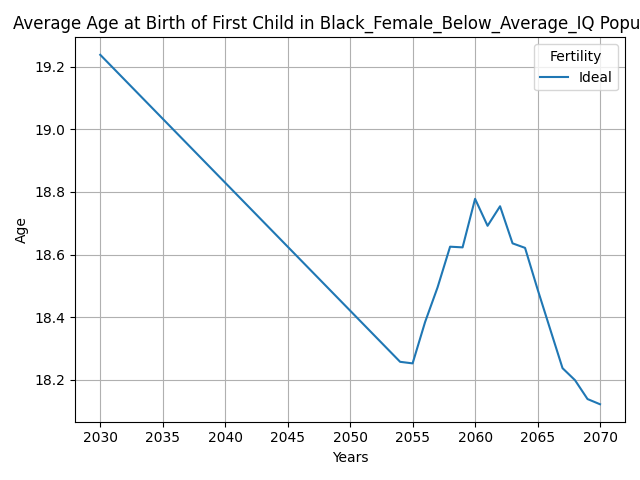 Average Age at Birth of First Child in Black_Female_Below_Average_IQ Popu
Fertility
Ideal
19.2
19.0
18.8
18.6
18.4
18.2
Age
2030 2035 2040 2045 2050 2055 2060 2065 2070
Years